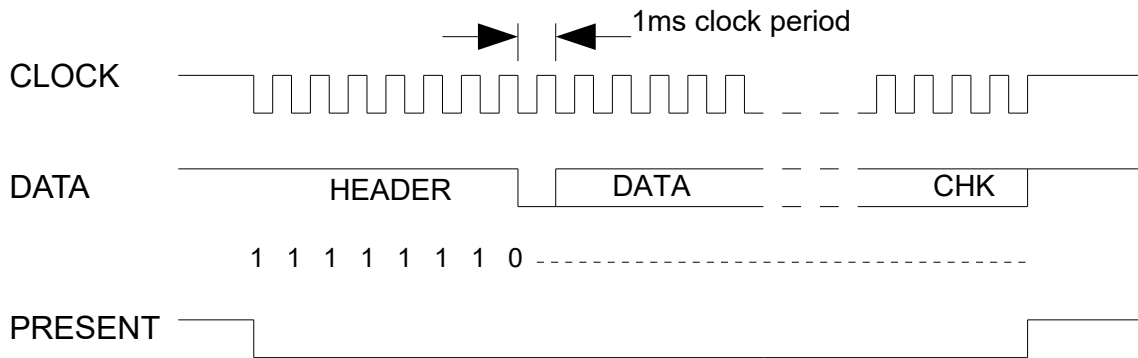 1ms clock period
CLOCK
DATA HEADER DATA CHK
1 1 1 1 1 1 1 0
PRESENT